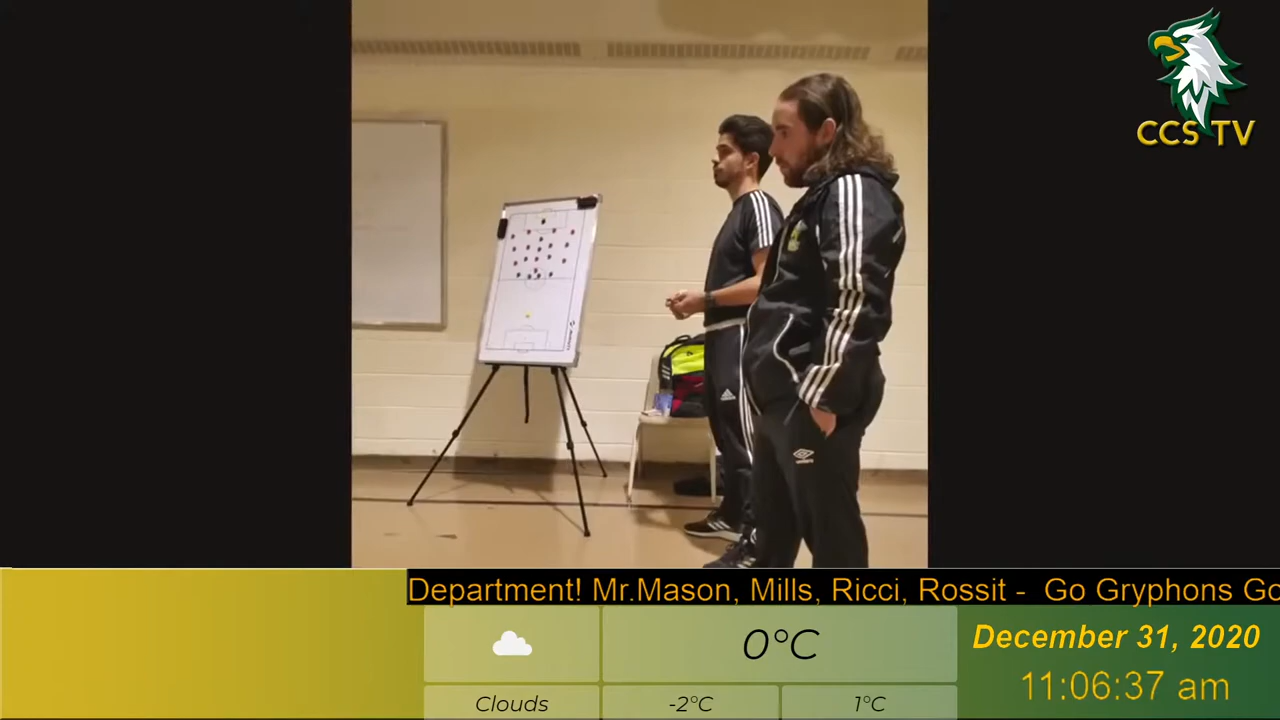 CCS TV
Department! Mr.Mason, Mills, Ricci, Rossit - Go Gryphons Go
0°C
December 31, 2020
11:06:37 am
Clouds
-2°C
1°C